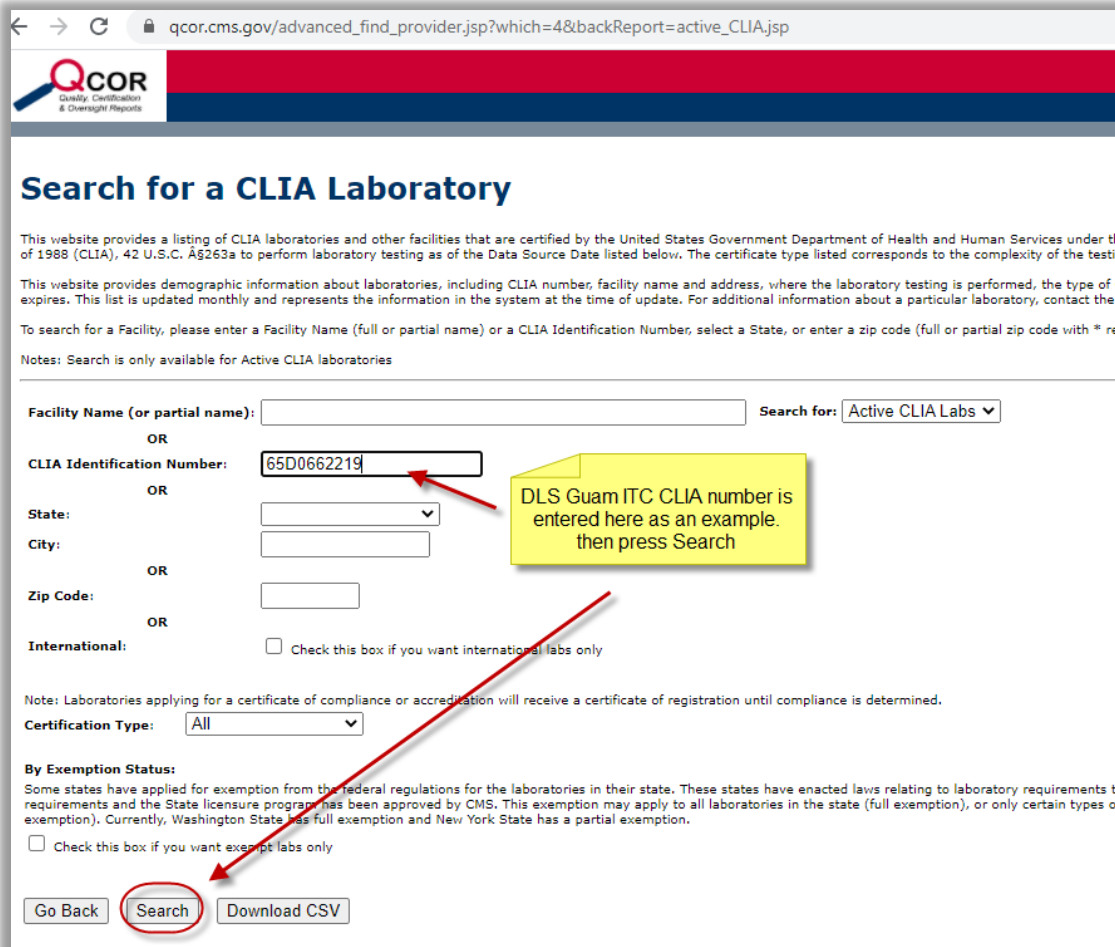 qcor.cms.gov/advanced_find_provider.jsp?which=4&backReport=active_CLIA.jsp
QCOR
Quality, Certification
& Oversight Reports
Search for a CLIA Laboratory
This website provides a listing of CLIA laboratories and other facilities that are certified by the United States Government Department of Health and Human Services under
of 1988 (CLIA), 42 U.S.C. Â§263a to perform laboratory testing as of the Data Source Date listed below. The certificate type listed corresponds to the complexity of the
This website provides demographic information about laboratories, including CLIA number, facility name and address, where the laboratory testing is performed, the type of
expires. This list is updated monthly and represents the information in the system at the time of update. For additional information about a particular laboratory, contact the
To search for a Facility, please enter a Facility Name (full or partial name) or a CLIA Identification Number, select a State, or enter a zip code (full or partial zip code with *
Notes: Search is only available for Active CLIA laboratories
Facility Name (or partial name): Search for: Active CLIA Labs
OR
CLIA Identification Number: 65D0662219
OR
DLS Guam ITC CLIA number is
entered here as an example.
then press Search
State:
City:
OR
Zip Code:
OR
International: Check this box if you want international labs only
Note: Laboratories applying for a certificate of compliance or accreditation will receive a certificate of registration until compliance is determined.
Certification Type: All
By Exemption Status:
Some states have applied for exemption from the federal regulations for the laboratories in their state. These states have enacted laws relating to laboratory requirements
requirements and the State licensure program has been approved by CMS. This exemption may apply to all laboratories in the state (full exemption), or only certain types
exemption). Currently, Washington State has full exemption and New York State has a partial exemption.
Check this box if you want exempt labs only
Go Back Search Download CSV